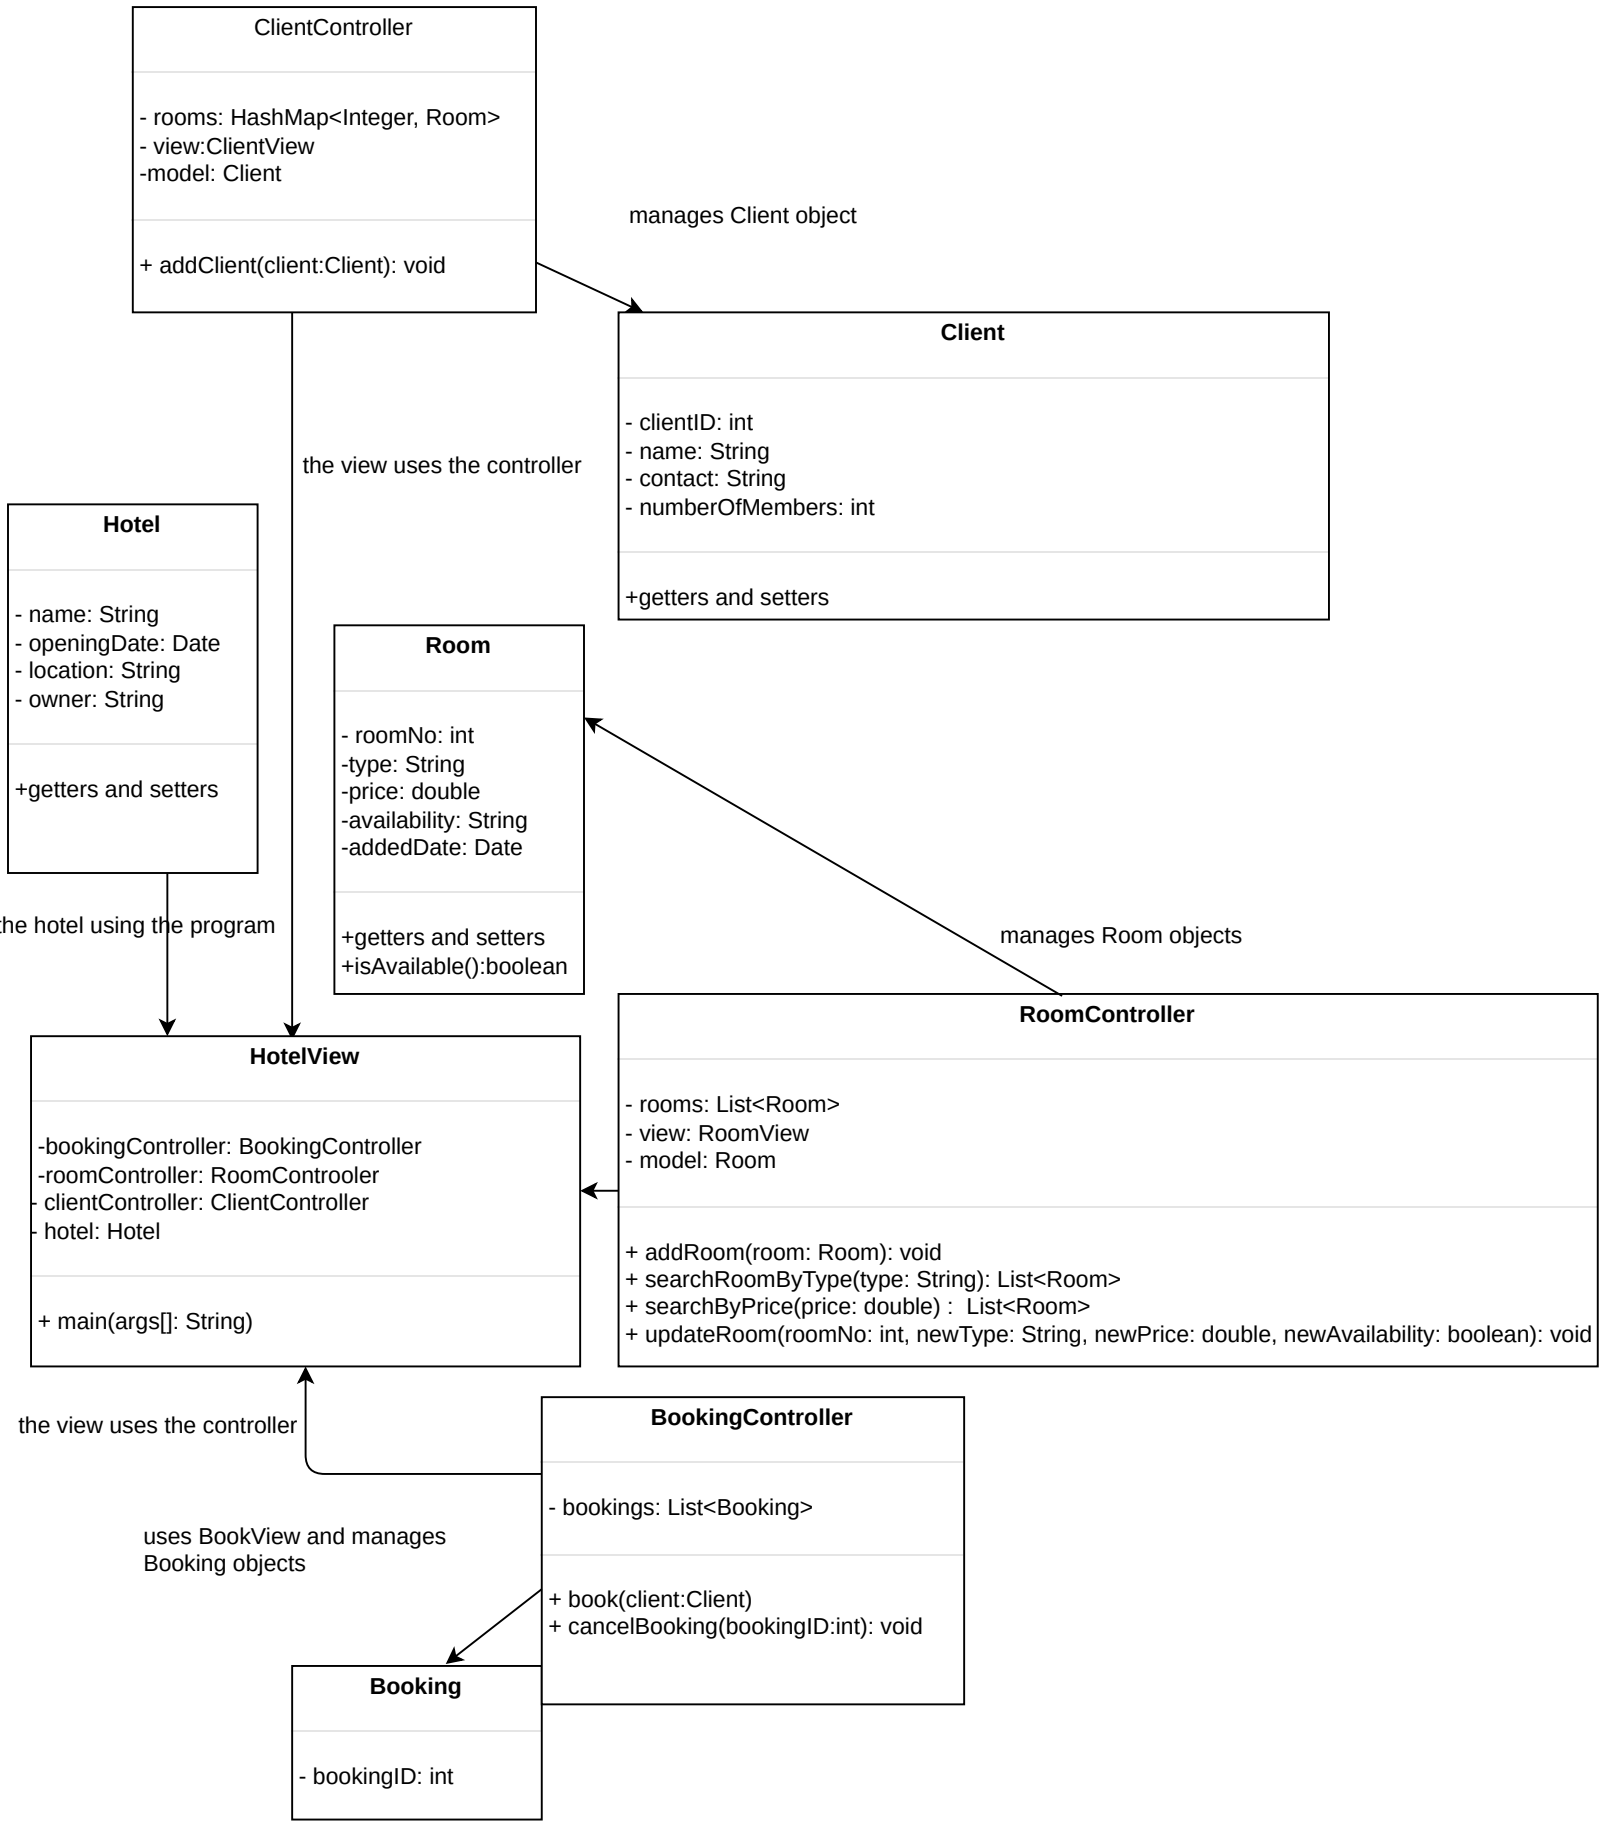 ClientController
- rooms: HashMap<Integer, Room>
- view:ClientView
-model: Client
+ addClient(client:Client): void
manages Client object
Client
- clientID: int
- name: String
- contact: String
- numberOfMembers: int
+getters and setters
the view uses the controller
Hotel
- name: String
- openingDate: Date
- location: String
- owner: String
+getters and setters
Room
- roomNo: int
-type: String
-price: double
-availability: String
-addedDate: Date
+getters and setters
+isAvailable():boolean
the hotel using the program
manages Room objects
RoomController
- rooms: List<Room>
- view: RoomView
- model: Room
+ addRoom(room: Room): void
+ searchRoomByType(type: String): List<Room>
+ searchByPrice(price: double) :  List<Room>
+ updateRoom(roomNo: int, newType: String, newPrice: double, newAvailability: boolean): void
HotelView
-bookingController: BookingController
-roomController: RoomControoler
- clientController: ClientController
- hotel: Hotel
+ main(args[]: String)
the view uses the controller
BookingController
- bookings: List<Booking>
+ book(client:Client)
+ cancelBooking(bookingID:int): void
uses BookView and manages
Booking objects
Booking
- bookingID: int